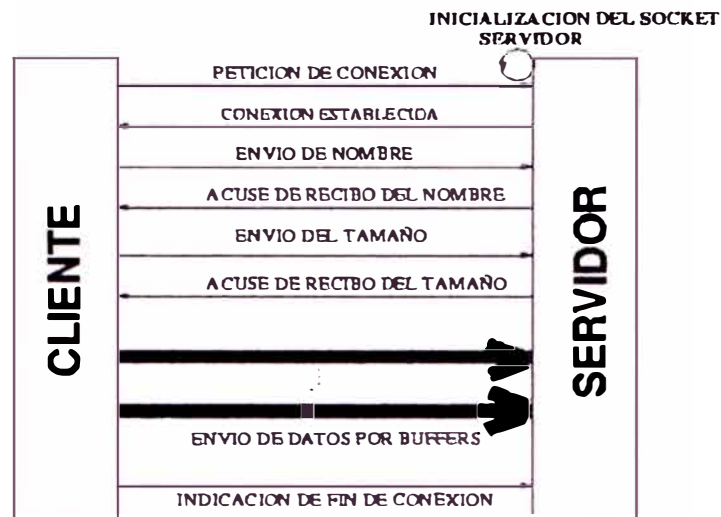 INICIALIZACION DEL SOCKET
SERVIDOR
PETICION DE CONEXION
CONEXION ESTABLECIDA
ENVIO DE NOMBRE
ACUSE DE RECIBO DEL NOMBRE
ENVIO DEL TAMAÑO
ACUSE DE RECIBO DEL TAMAÑO
CLIENTE
SERVIDOR
ENVIO DE DATOS POR BUFFERS
INDICACION DE FIN DE CONEXION